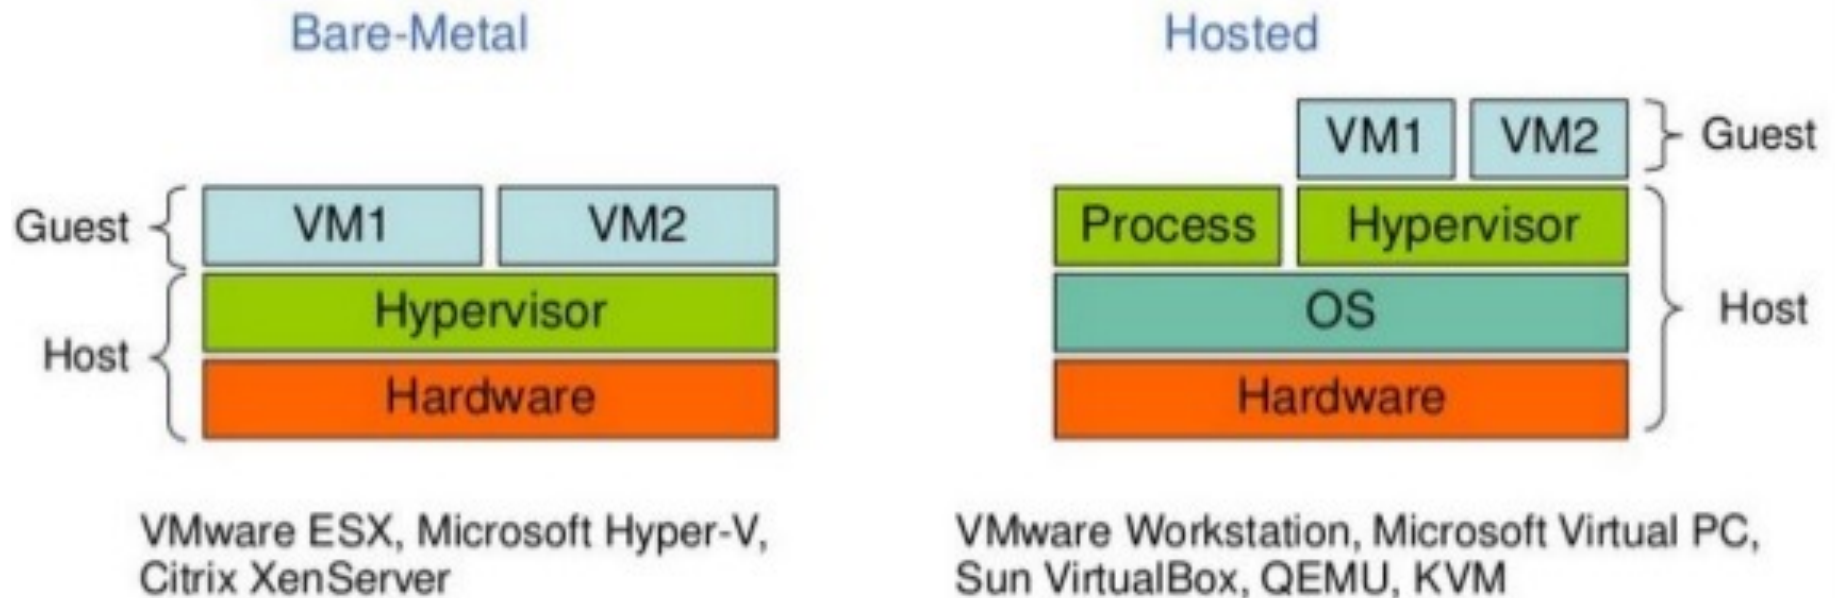 Bare-Metal
Guest
VM1
VM2
Hypervisor
Host
Hardware
VMware ESX, Microsoft Hyper-V,
Citrix XenServer
Hosted
VM1
VM2
Guest
Process
Hypervisor
OS
Host
Hardware
VMware Workstation, Microsoft Virtual PC,
Sun VirtualBox, QEMU, KVM